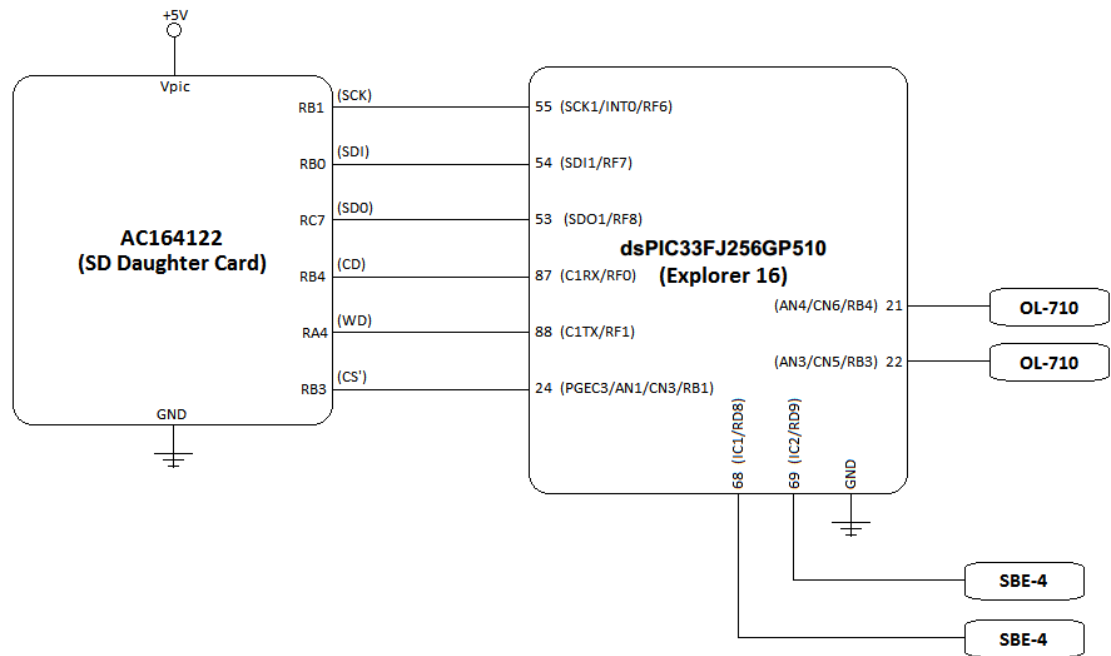 +5V
Vpic
RB1
(SCK)
55 (SCK1/INT0/RF6)
RB0
(SDI)
54 (SDI1/RF7)
RC7
(SDO)
53 (SDO1/RF8)
AC164122
(SD Daughter Card)
dsPIC33FJ256GP510
(Explorer 16)
RB4
(CD)
87 (C1RX/RF0)
RA4
(WD)
88 (C1TX/RF1)
RB3
(CS')
24 (PGEC3/AN1/CN3/RB1)
GND
(AN4/CN6/RB4) 21
OL-710
(AN3/CN5/RB3) 22
OL-710
68 (IC1/RD8)
69 (IC2/RD9)
GND
SBE-4
SBE-4